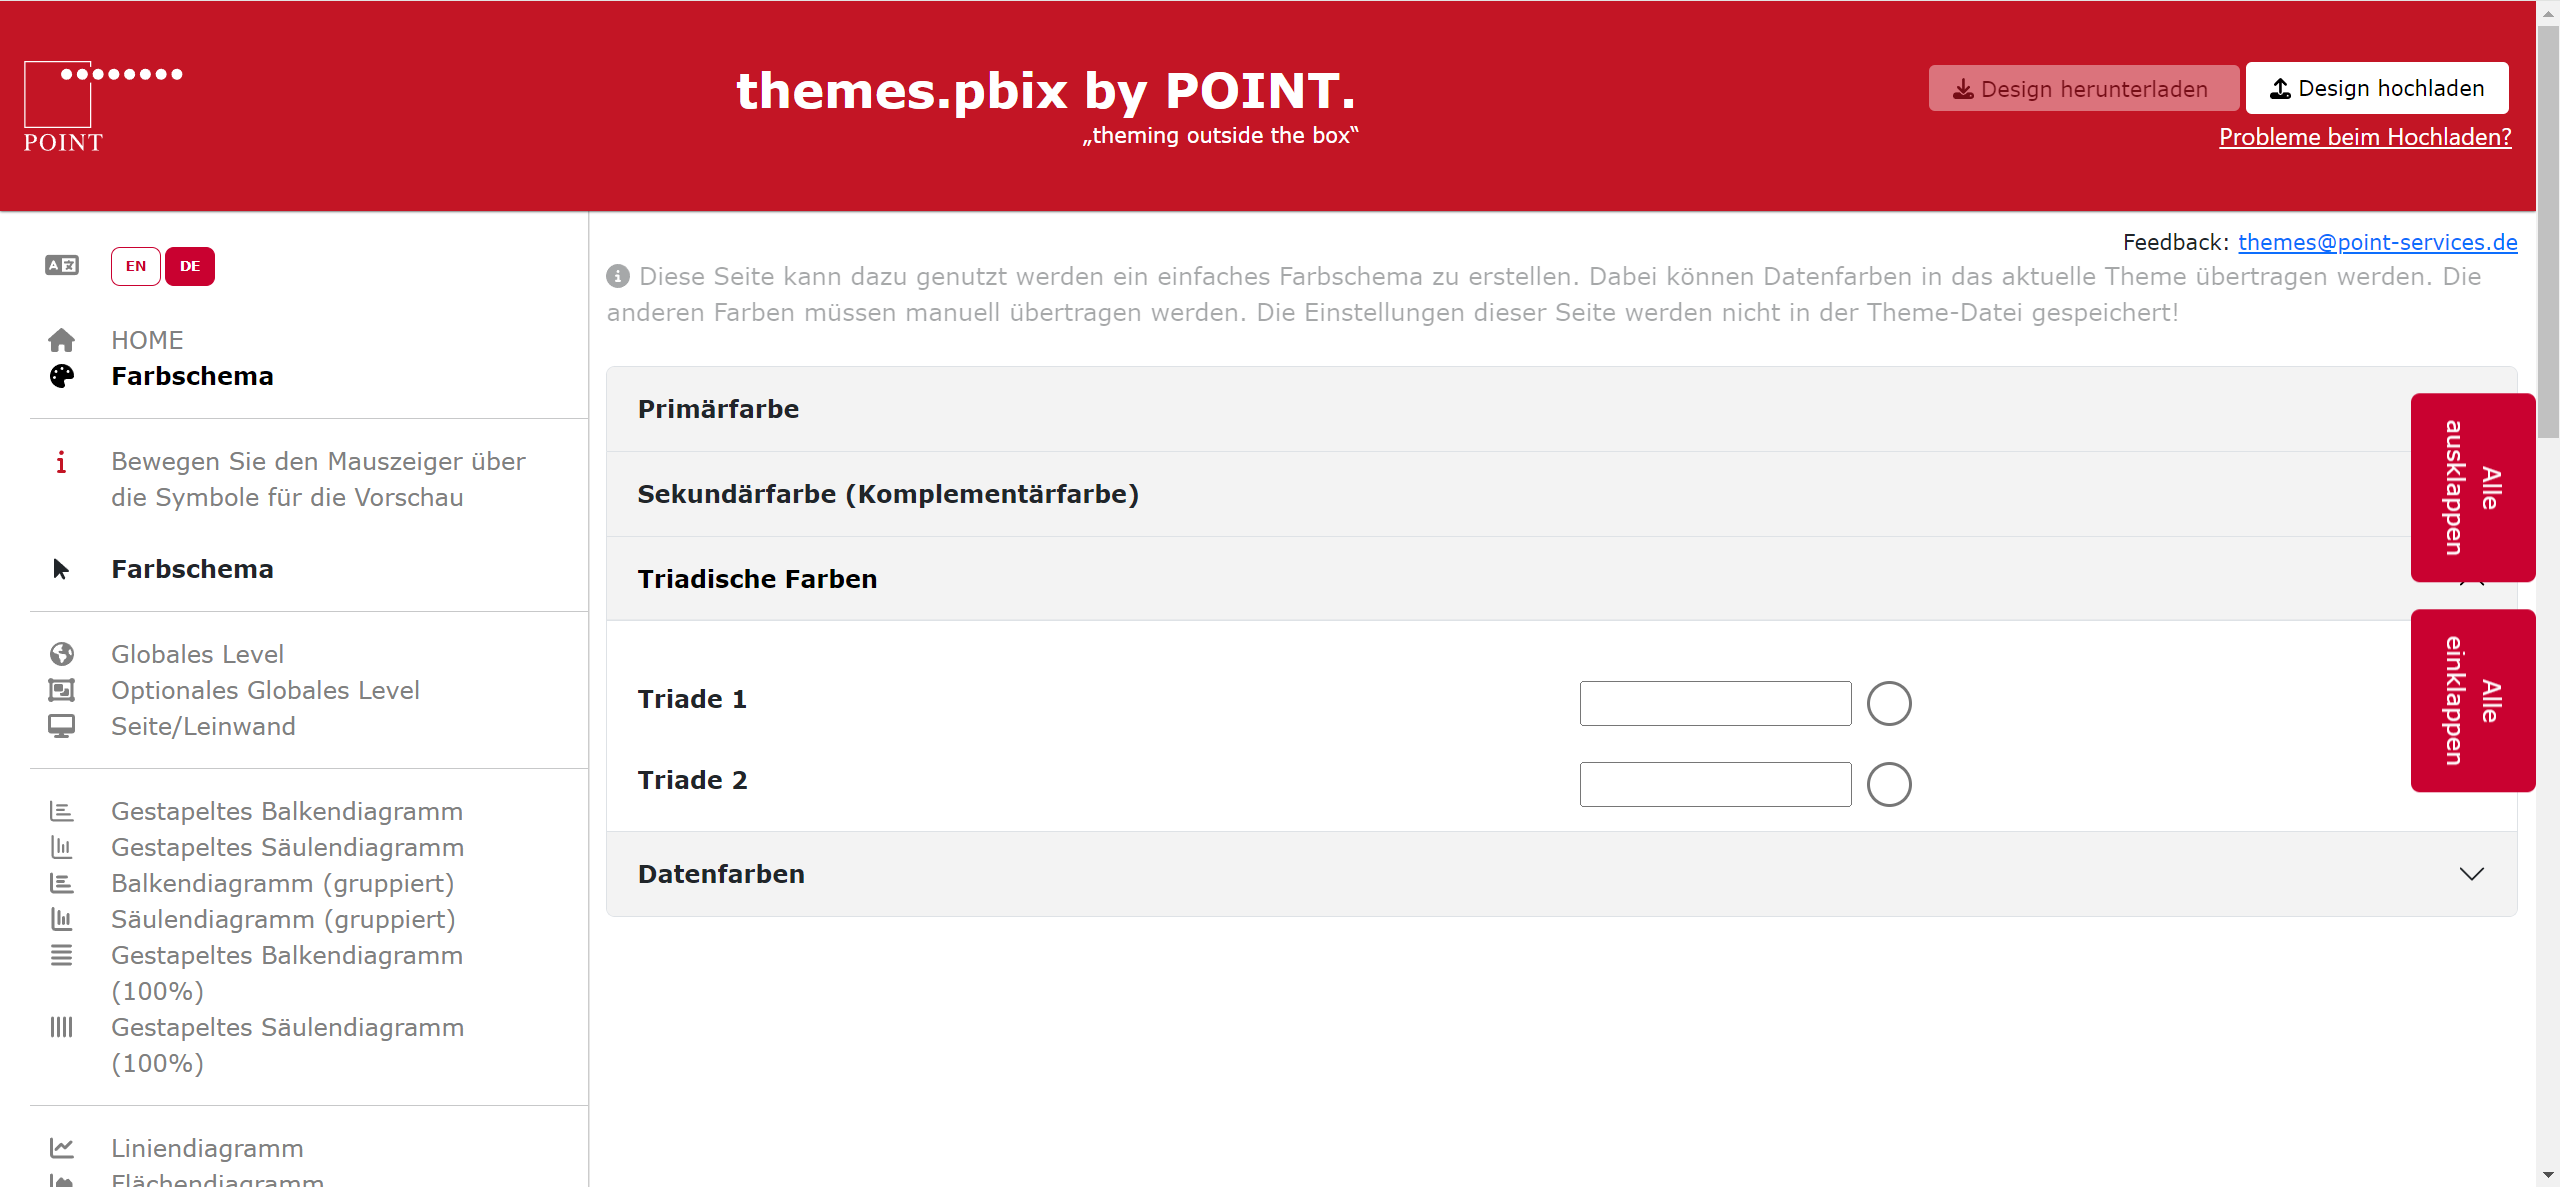 POINT
themes.pbix by POINT.
„theming outside the box“
Design herunterladen
Design hochladen
Probleme beim Hochladen?
EN
DE
HOME
Farbschema
Bewegen Sie den Mauszeiger über
die Symbole für die Vorschau
Farbschema
Globales Level
Optionales Globales Level
Seite/Leinwand
Gestapeltes Balkendiagramm
Gestapeltes Säulendiagramm
Balkendiagramm (gruppiert)
Säulendiagramm (gruppiert)
Gestapeltes Balkendiagramm
(100%)
Gestapeltes Säulendiagramm
(100%)
Liniendiagramm
Flächendiagramm
Feedback: themes@point-services.de
Diese Seite kann dazu genutzt werden ein einfaches Farbschema zu erstellen. Dabei können Datenfarben in das aktuelle Theme übertragen werden. Die
anderen Farben müssen manuell übertragen werden. Die Einstellungen dieser Seite werden nicht in der Theme-Datei gespeichert!
Primärfarbe
Sekundärfarbe (Komplementärfarbe)
Triadische Farben
Triade 1
Triade 2
Datenfarben
Alle
ausklappen
Alle
einklappen